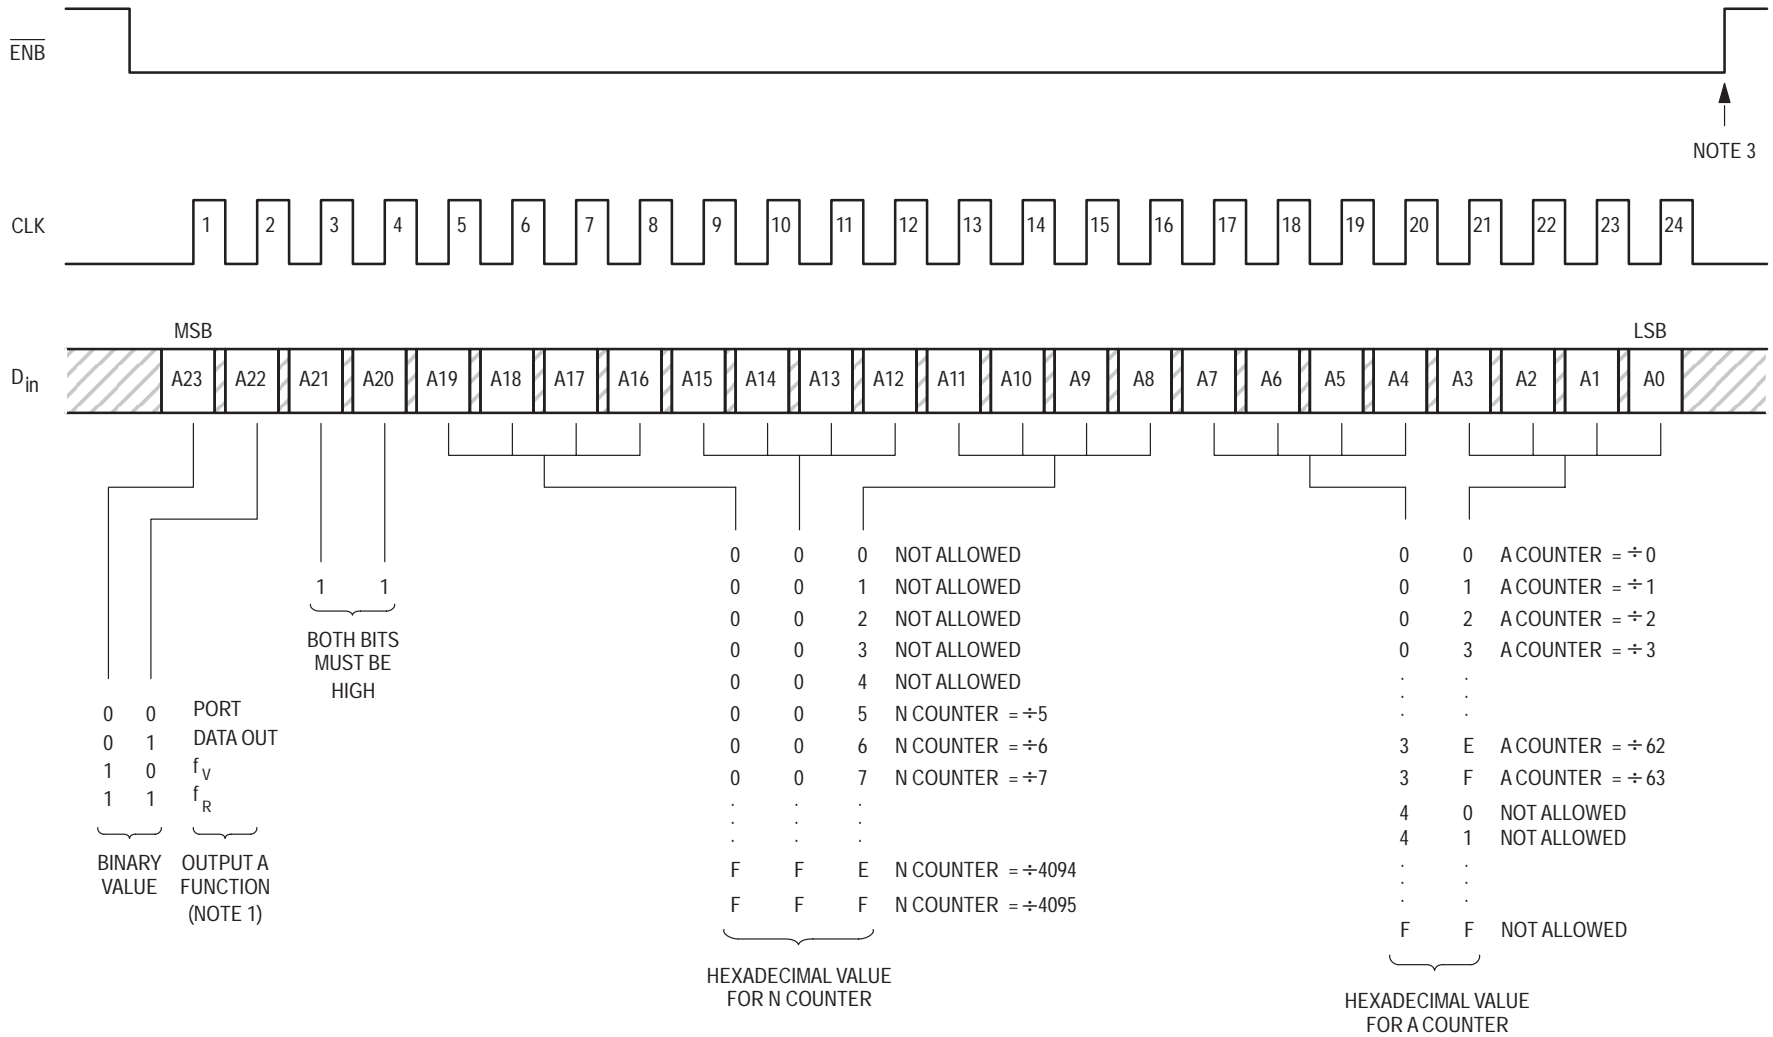 ENB
NOTE 3
CLK
1 2 3 4 5 6 7 8 9 10 11 12 13 14 15 16 17 18 19 20 21 22 23 24
MSB
LSB
Din
A23 A22 A21 A20 A19 A18 A17 A16 A15 A14 A13 A12 A11 A10 A9 A8 A7 A6 A5 A4 A3 A2 A1 A0
0 0 PORT
0 1 DATA OUT
1 0 fV
1 1 fR
BINARY
VALUE
OUTPUT A
FUNCTION
(NOTE 1)
1 1
BOTH BITS
MUST BE
HIGH
0 0 0 NOT ALLOWED
0 0 1 NOT ALLOWED
0 0 2 NOT ALLOWED
0 0 3 NOT ALLOWED
0 0 4 NOT ALLOWED
0 0 5 N COUNTER = ÷5
0 0 6 N COUNTER = ÷6
0 0 7 N COUNTER = ÷7
. . .
. . .
. . .
F F E N COUNTER = ÷4094
F F F N COUNTER = ÷4095
HEXADECIMAL VALUE
FOR N COUNTER
0 0 A COUNTER = ÷0
0 1 A COUNTER = ÷1
0 2 A COUNTER = ÷2
0 3 A COUNTER = ÷3
. .
. .
3 E A COUNTER = ÷62
3 F A COUNTER = ÷63
4 0 NOT ALLOWED
4 1 NOT ALLOWED
. .
. .
. .
F F NOT ALLOWED
HEXADECIMAL VALUE
FOR A COUNTER